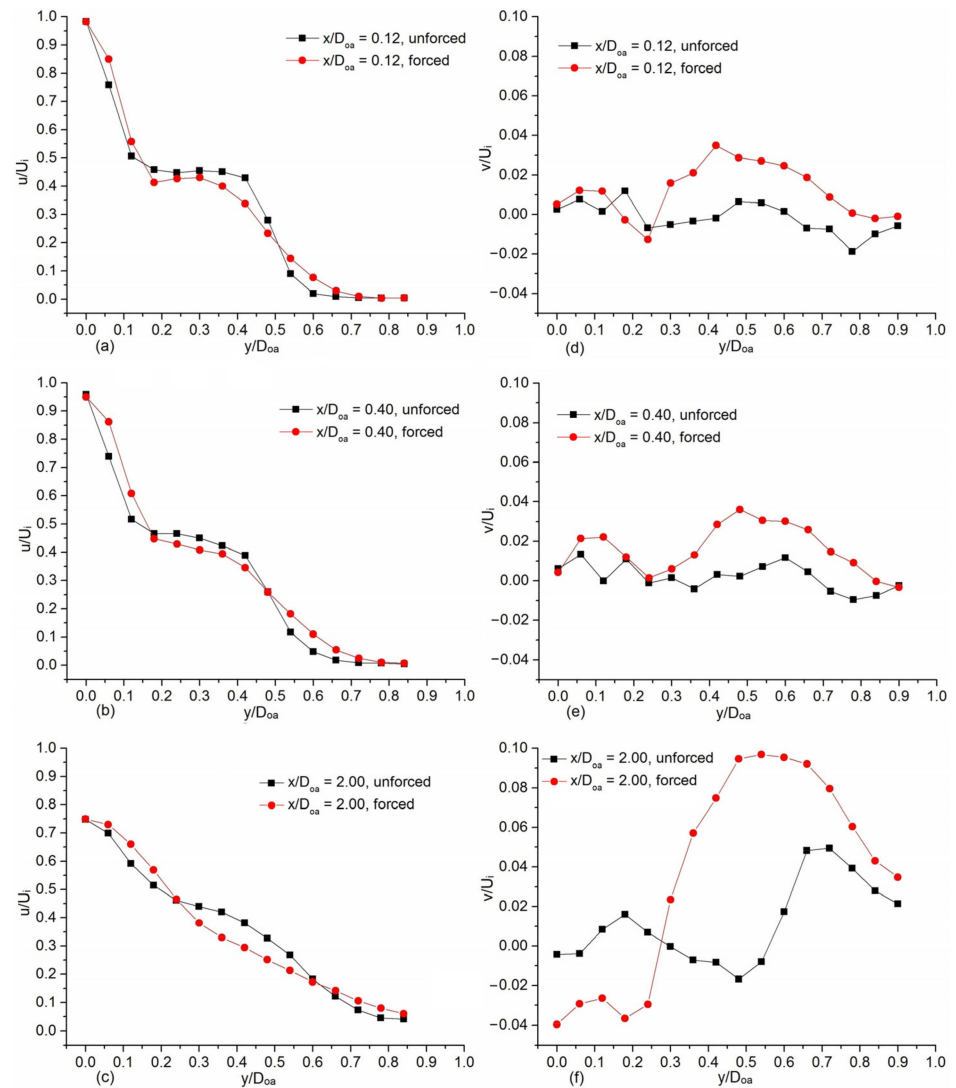 1.0
0.9
0.8
0.7
0.6
0.5
0.4
0.3
0.2
0.1
0.0
u/Uᵢ
x/Dₒₐ = 0.12, unforced
x/Dₒₐ = 0.12, forced
0.0 0.1 0.2 0.3 0.4 0.5 0.6 0.7 0.8 0.9 1.0
(a)
y/Dₒₐ
0.10
0.08
0.06
0.04
0.02
0.00
−0.02
−0.04
v/Uᵢ
x/Dₒₐ = 0.12, unforced
x/Dₒₐ = 0.12, forced
0.0 0.1 0.2 0.3 0.4 0.5 0.6 0.7 0.8 0.9 1.0
(d)
y/Dₒₐ
1.0
0.9
0.8
0.7
0.6
0.5
0.4
0.3
0.2
0.1
0.0
u/Uᵢ
x/Dₒₐ = 0.40, unforced
x/Dₒₐ = 0.40, forced
0.0 0.1 0.2 0.3 0.4 0.5 0.6 0.7 0.8 0.9 1.0
(b)
y/Dₒₐ
0.10
0.08
0.06
0.04
0.02
0.00
−0.02
−0.04
v/Uᵢ
x/Dₒₐ = 0.40, unforced
x/Dₒₐ = 0.40, forced
0.0 0.1 0.2 0.3 0.4 0.5 0.6 0.7 0.8 0.9 1.0
(e)
y/Dₒₐ
1.0
0.9
0.8
0.7
0.6
0.5
0.4
0.3
0.2
0.1
0.0
u/Uᵢ
x/Dₒₐ = 2.00, unforced
x/Dₒₐ = 2.00, forced
0.0 0.1 0.2 0.3 0.4 0.5 0.6 0.7 0.8 0.9 1.0
(c)
y/Dₒₐ
0.10
0.08
0.06
0.04
0.02
0.00
−0.02
−0.04
v/Uᵢ
x/Dₒₐ = 2.00, unforced
x/Dₒₐ = 2.00, forced
0.0 0.1 0.2 0.3 0.4 0.5 0.6 0.7 0.8 0.9 1.0
(f)
y/Dₒₐ